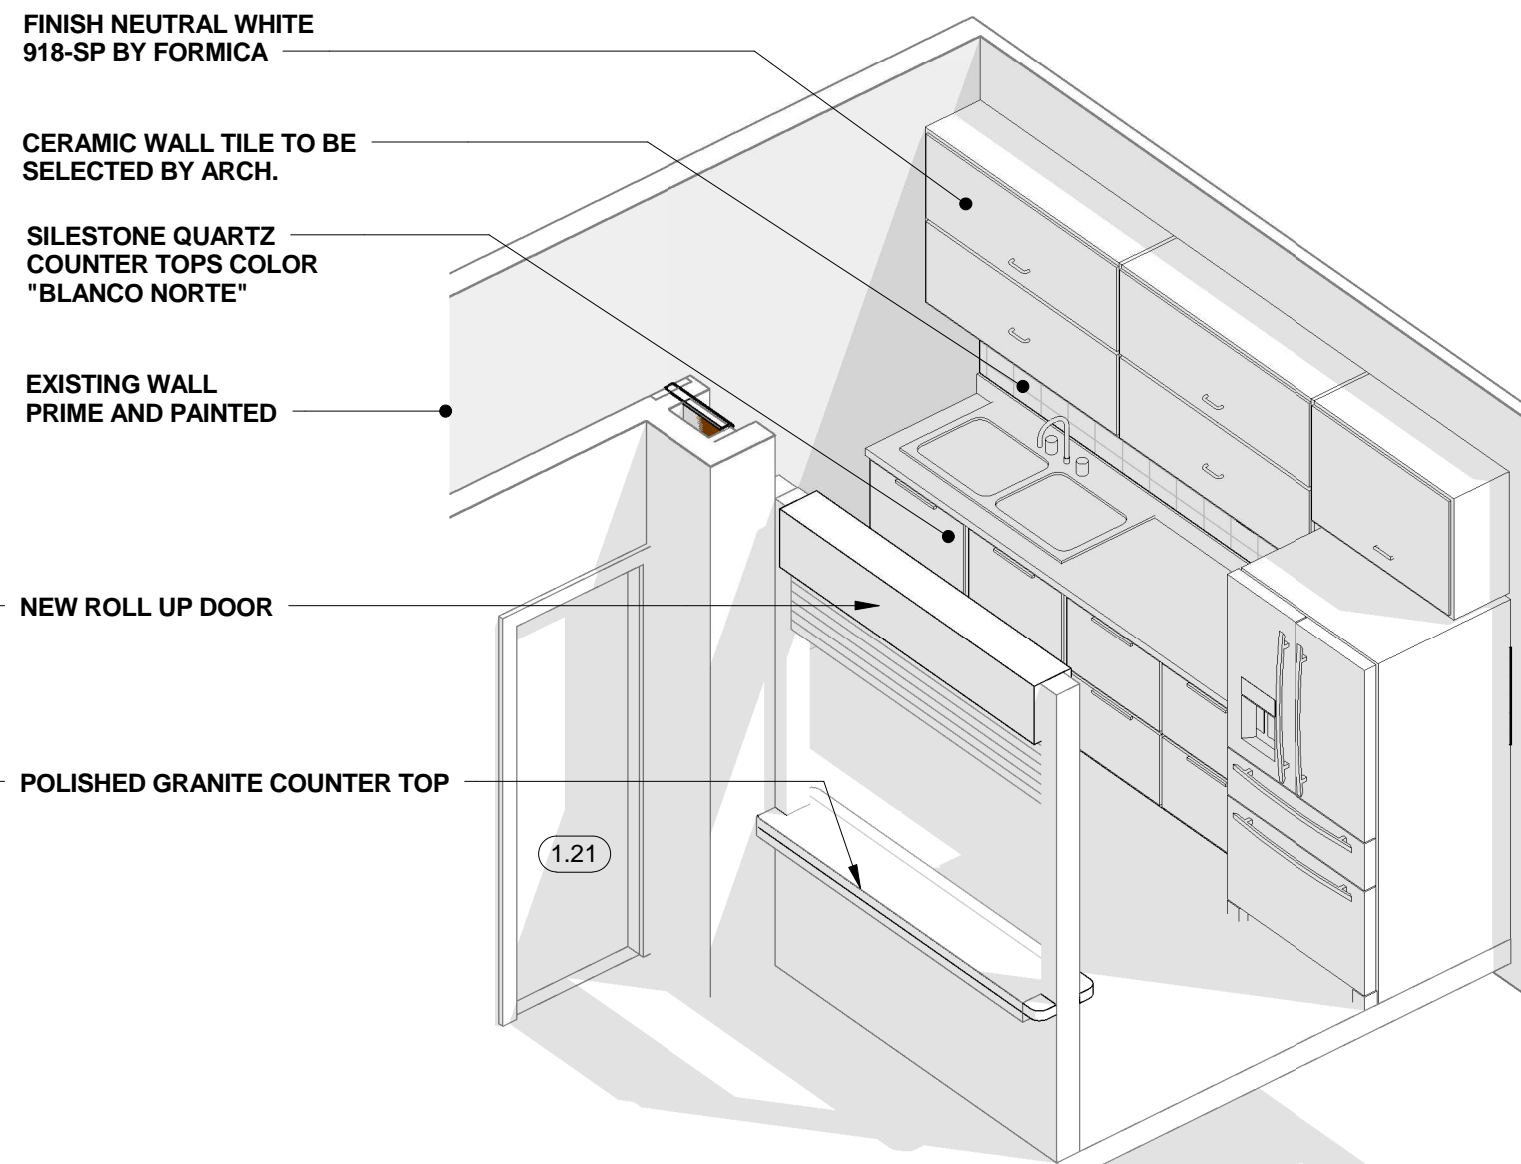 FINISH NEUTRAL WHITE
918-SP BY FORMICA
CERAMIC WALL TILE TO BE
SELECTED BY ARCH.
SILESTONE QUARTZ
COUNTER TOPS COLOR
"BLANCO NORTE"
EXISTING WALL
PRIME AND PAINTED
NEW ROLL UP DOOR
POLISHED GRANITE COUNTER TOP
1.21